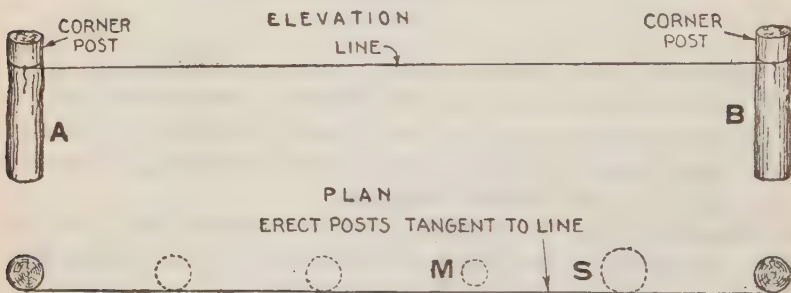 CORNER
POST
ELEVATION
LINE
CORNER
POST
A
B
PLAN
ERECT POSTS TANGENT TO LINE
M
S